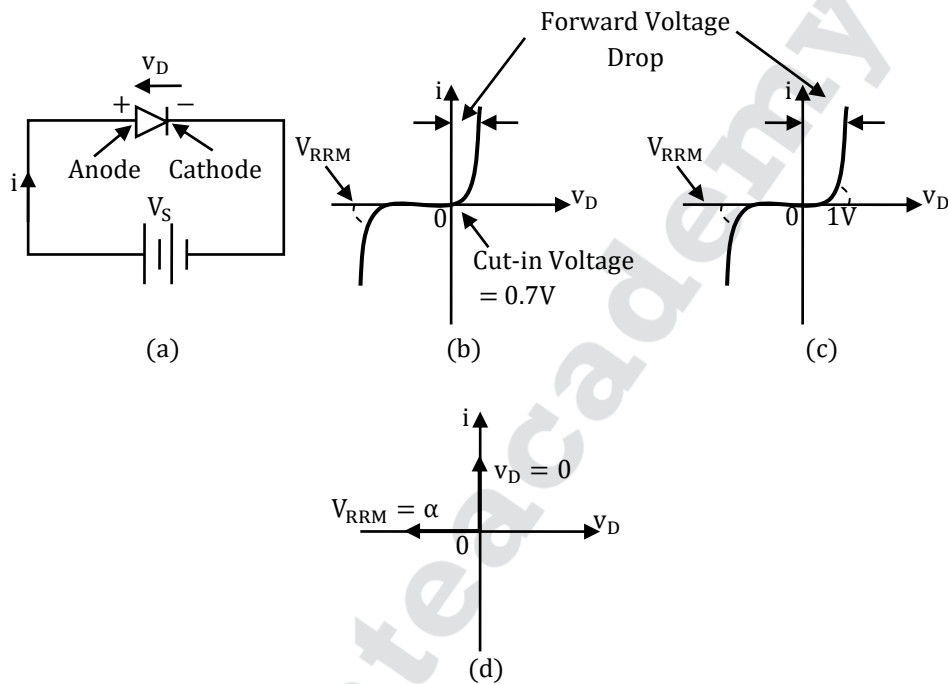 Forward Voltage
Drop
v_D
+ −
Anode Cathode
i
V_S
(a)
i
V_RRM
v_D
0
Cut-in Voltage
= 0.7V
(b)
i
V_RRM
v_D
0 1V
(c)
i
v_D = 0
V_RRM = α
v_D
0
(d)
teacademy